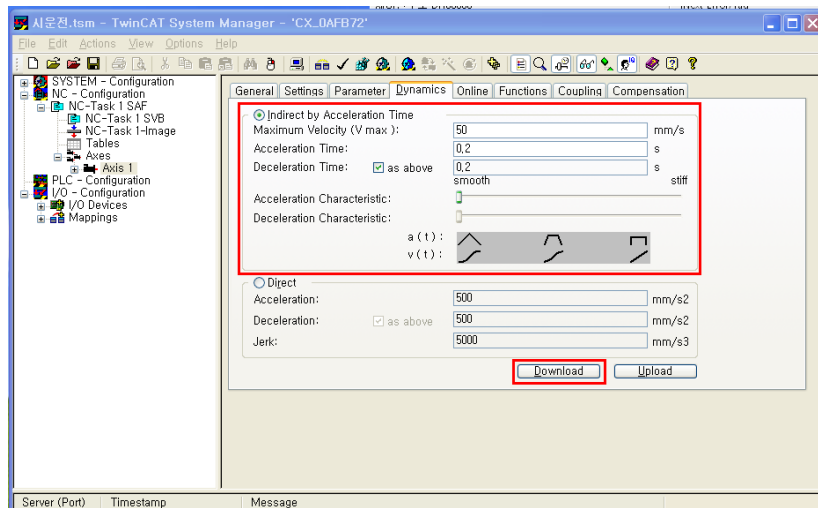 시운전.tsm - TwinCAT System Manager - 'CX_0AFB72'
File Edit Actions View Options Help
SYSTEM - Configuration
NC - Configuration
NC-Task 1 SAF
NC-Task 1 SVB
NC-Task 1-Image
Tables
Axes
Axis 1
PLC - Configuration
I/O - Configuration
I/O Devices
Mappings
General Settings Parameter Dynamics Online Functions Coupling Compensation
Indirect by Acceleration Time
Maximum Velocity (V max ): 50 mm/s
Acceleration Time: 0,2 s
Deceleration Time: as above 0,2 s
smooth stiff
Acceleration Characteristic:
Deceleration Characteristic:
a(t):
v(t):
Direct
Acceleration: 500 mm/s2
Deceleration: as above 500 mm/s2
Jerk: 5000 mm/s3
Download Upload
Server (Port) Timestamp Message